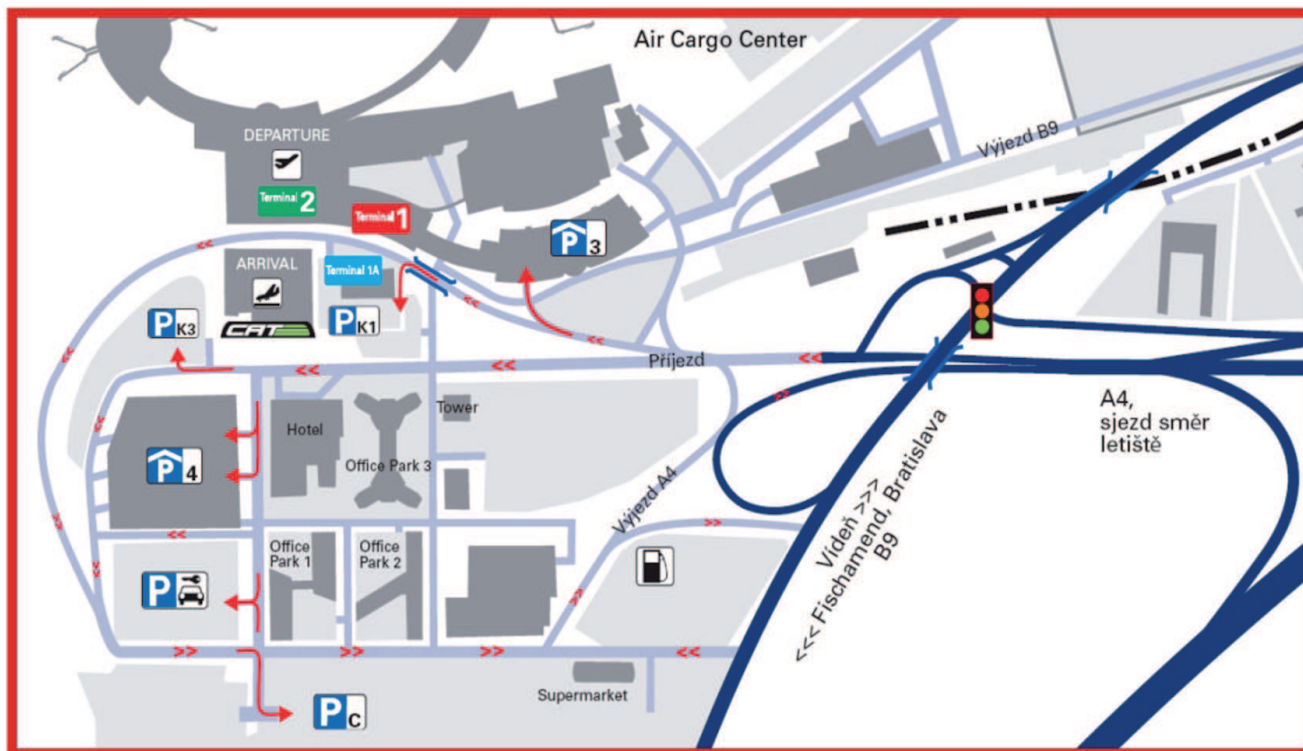 Air Cargo Center
DEPARTURE
Terminal 2
Terminal 1
P 3
Výjezd B9
ARRIVAL
Terminal 1A
P K3
CAT
P K1
Příjezd
A4,
sjezd směr
letiště
Hotel
Tower
Office Park 3
P 4
Výjezd A4
Vídeň >>>
<<< Fischamend, Bratislava
B9
Office
Park 1
Office
Park 2
P
Supermarket
P C